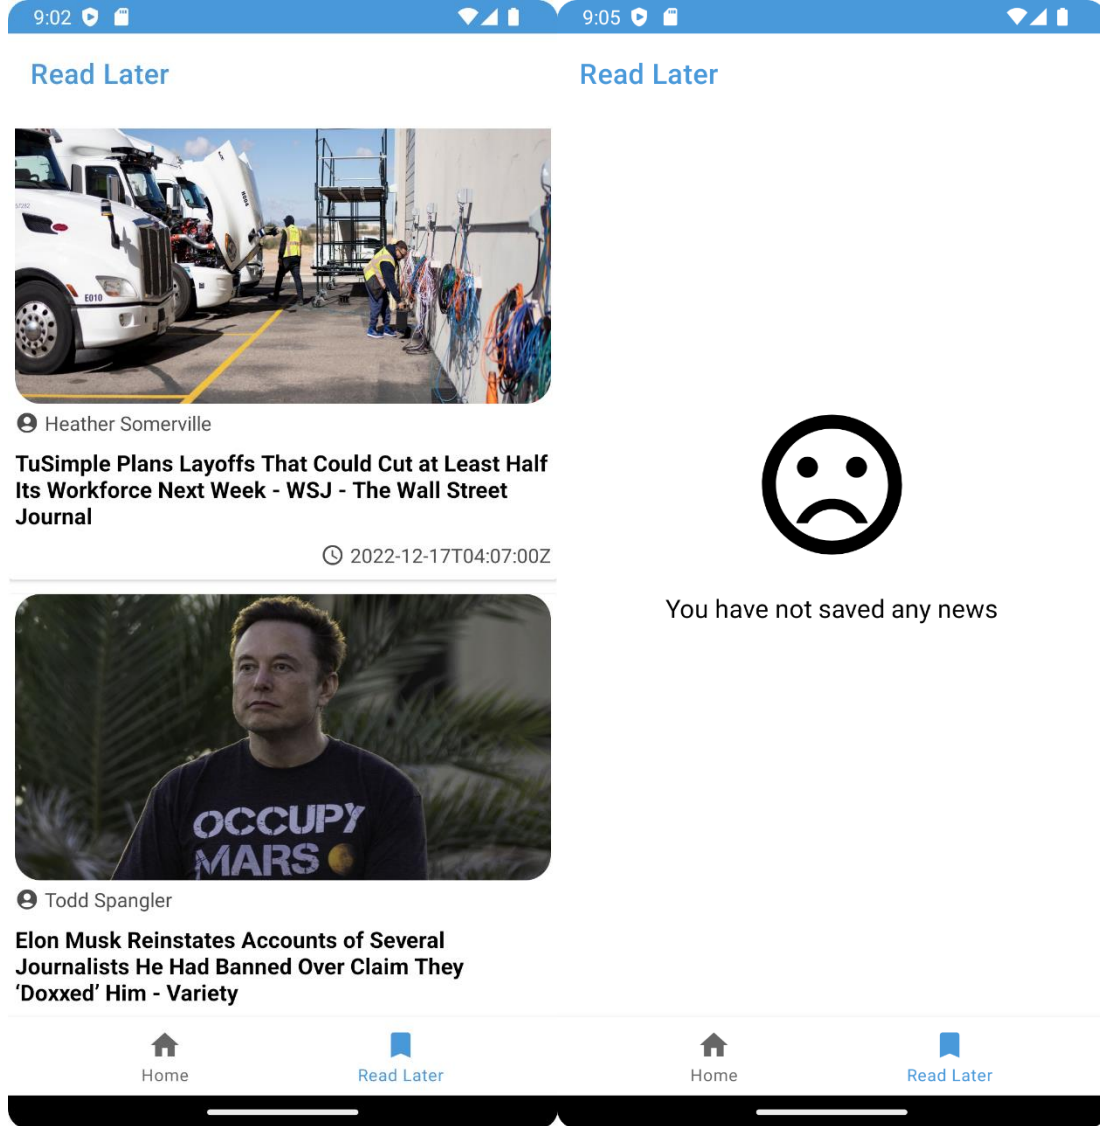 9:02
Read Later
E010
Heather Somerville
TuSimple Plans Layoffs That Could Cut at Least Half
Its Workforce Next Week - WSJ - The Wall Street
Journal
2022-12-17T04:07:00Z
OCCUPY
MARS
Todd Spangler
Elon Musk Reinstates Accounts of Several
Journalists He Had Banned Over Claim They
‘Doxxed’ Him - Variety
Home
Read Later
9:05
Read Later
You have not saved any news
Home
Read Later